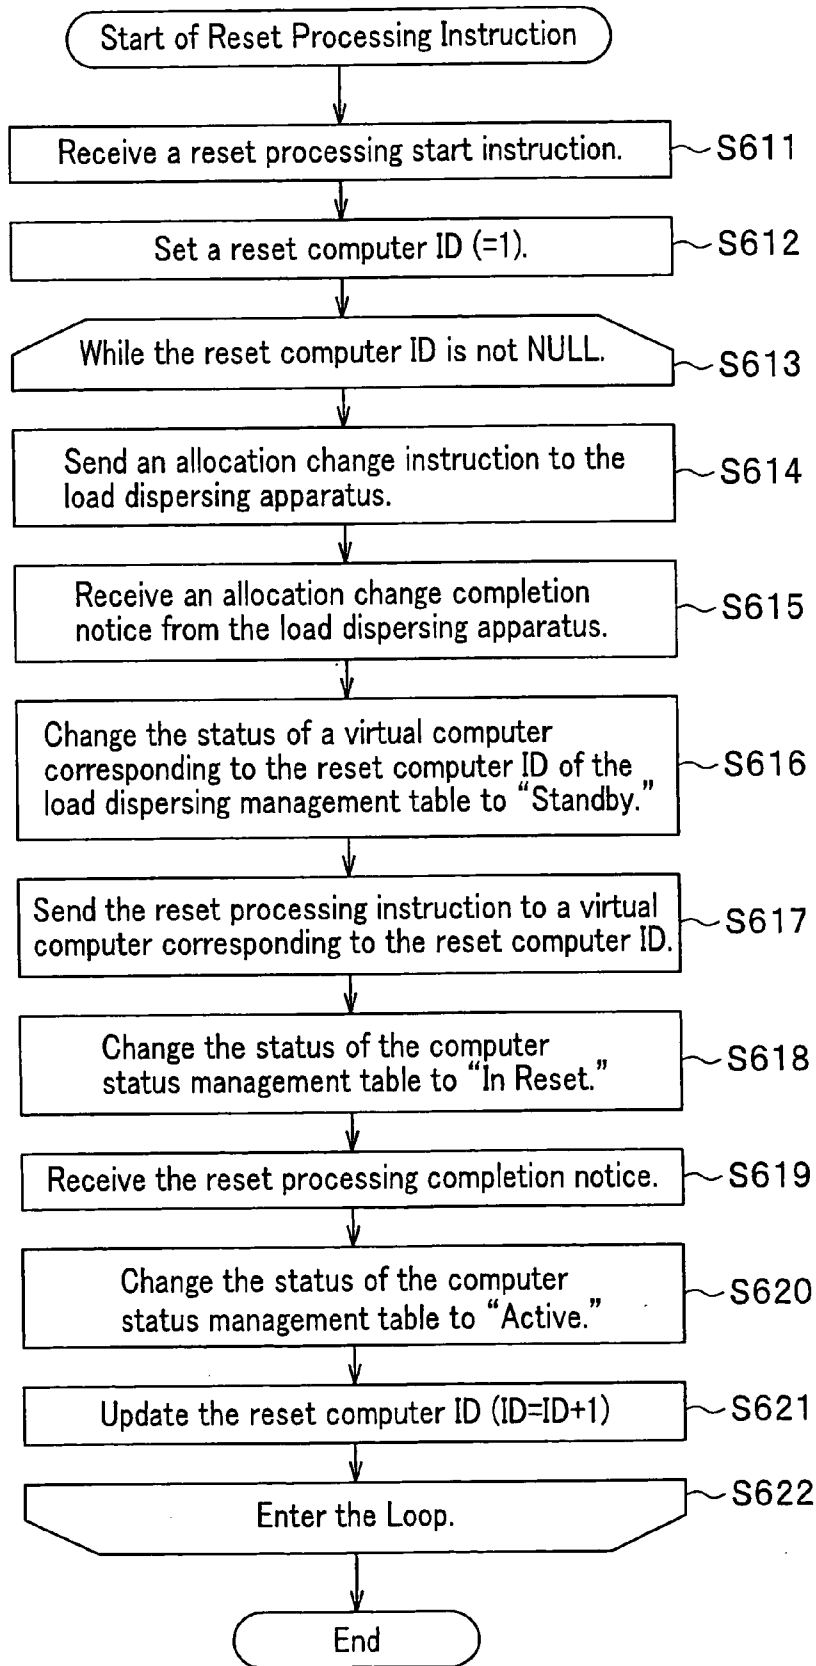 Start of Reset Processing Instruction
Receive a reset processing start instruction.
S611
Set a reset computer ID (=1).
S612
While the reset computer ID is not NULL.
S613
Send an allocation change instruction to the
load dispersing apparatus.
S614
Receive an allocation change completion
notice from the load dispersing apparatus.
S615
Change the status of a virtual computer
corresponding to the reset computer ID of the
load dispersing management table to “Standby.”
S616
Send the reset processing instruction to a virtual
computer corresponding to the reset computer ID.
S617
Change the status of the computer
status management table to “In Reset.”
S618
Receive the reset processing completion notice.
S619
Change the status of the computer
status management table to “Active.”
S620
Update the reset computer ID (ID=ID+1)
S621
Enter the Loop.
S622
End